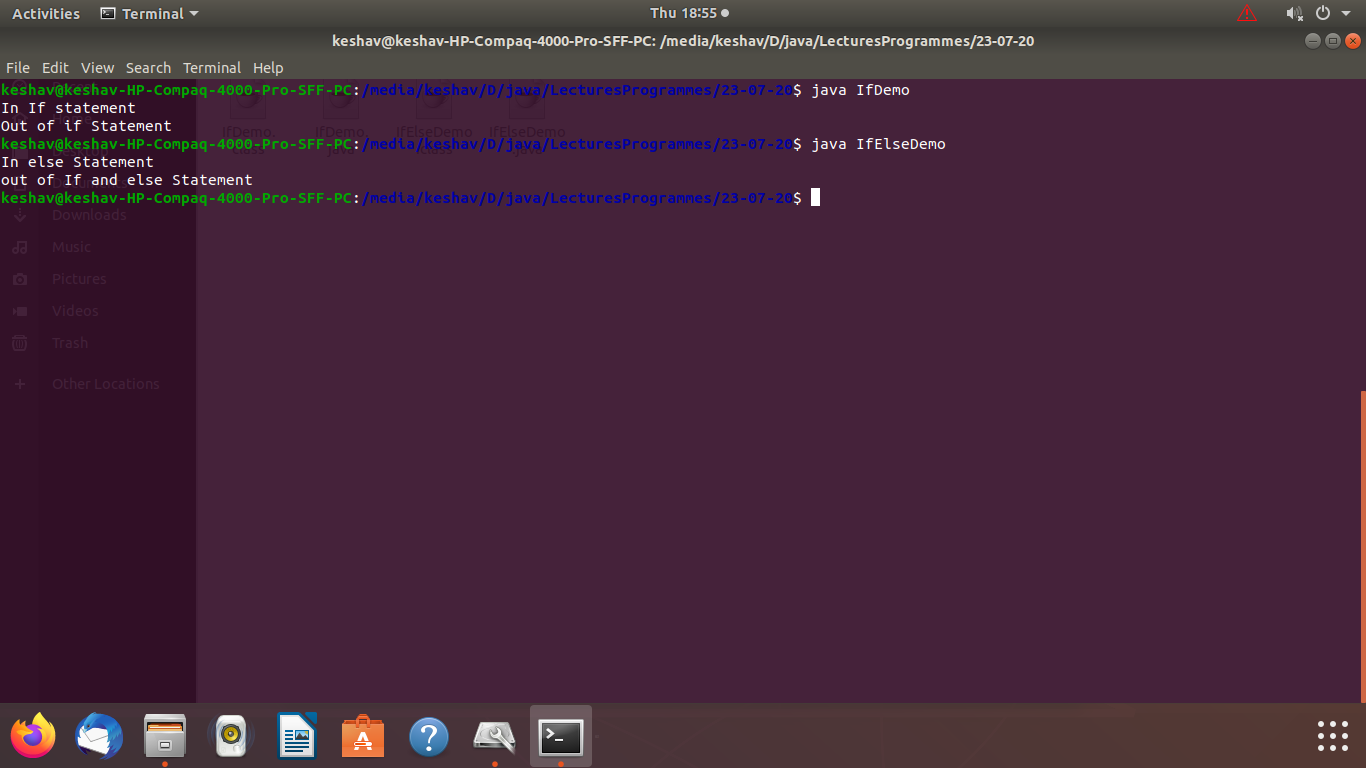 Activities Terminal Thu 18:55
keshav@keshav-HP-Compaq-4000-Pro-SFF-PC: /media/keshav/D/java/LecturesProgrammes/23-07-20
File Edit View Search Terminal Help
keshav@keshav-HP-Compaq-4000-Pro-SFF-PC:/media/keshav/D/java/LecturesProgrammes/23-07-20$ java IfDemo
In If statement
Out of if Statement
IfDemo. IfDemo. IfElseDemo IfElseDemo
keshav@keshav-HP-Compaq-4000-Pro-SFF-PC:/media/keshav/D/java/LecturesProgrammes/23-07-20$ java IfElseDemo
In else Statement
out of If and else Statement
keshav@keshav-HP-Compaq-4000-Pro-SFF-PC:/media/keshav/D/java/LecturesProgrammes/23-07-20$
Downloads
Music
Pictures
Videos
Trash
Other Locations